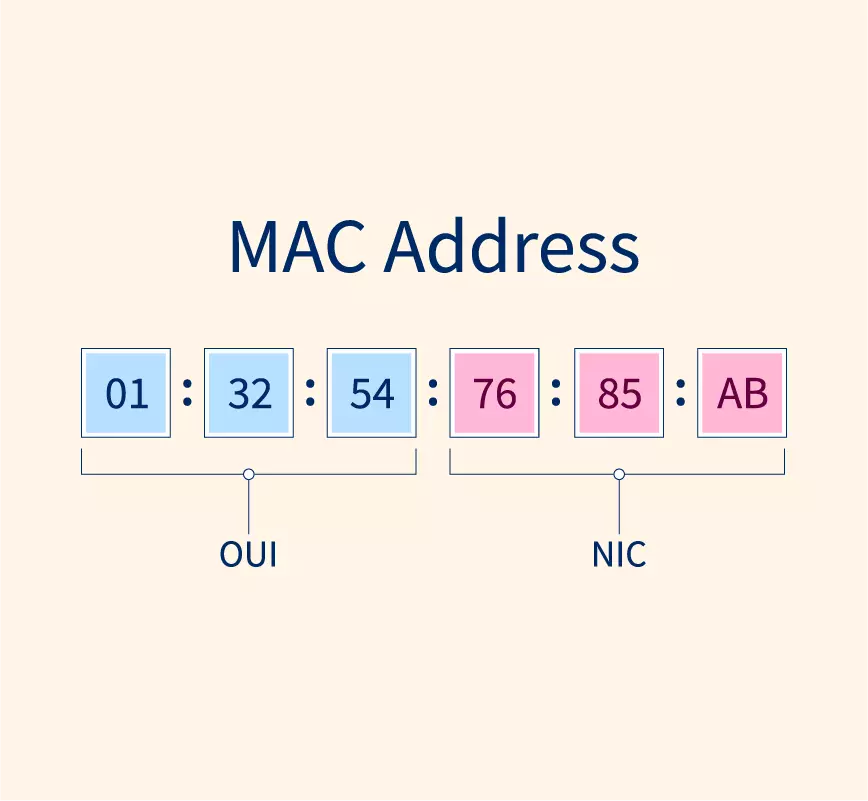 MAC Address
01 : 32 : 54 : 76 : 85 : AB
OUI NIC